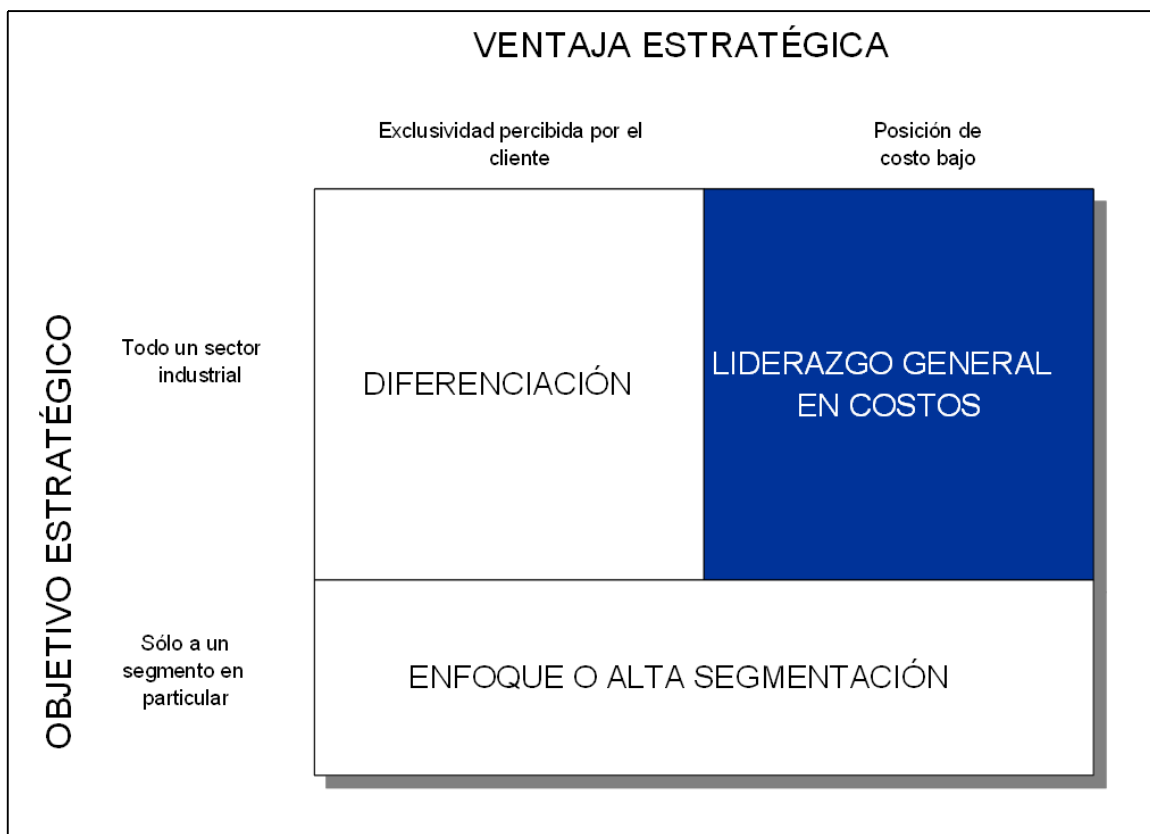 VENTAJA ESTRATÉGICA
Exclusividad percibida por el
cliente
Posición de
costo bajo
OBJETIVO ESTRATÉGICO
Todo un sector
industrial
DIFERENCIACIÓN
LIDERAZGO GENERAL
EN COSTOS
Sólo a un
segmento en
particular
ENFOQUE O ALTA SEGMENTACIÓN